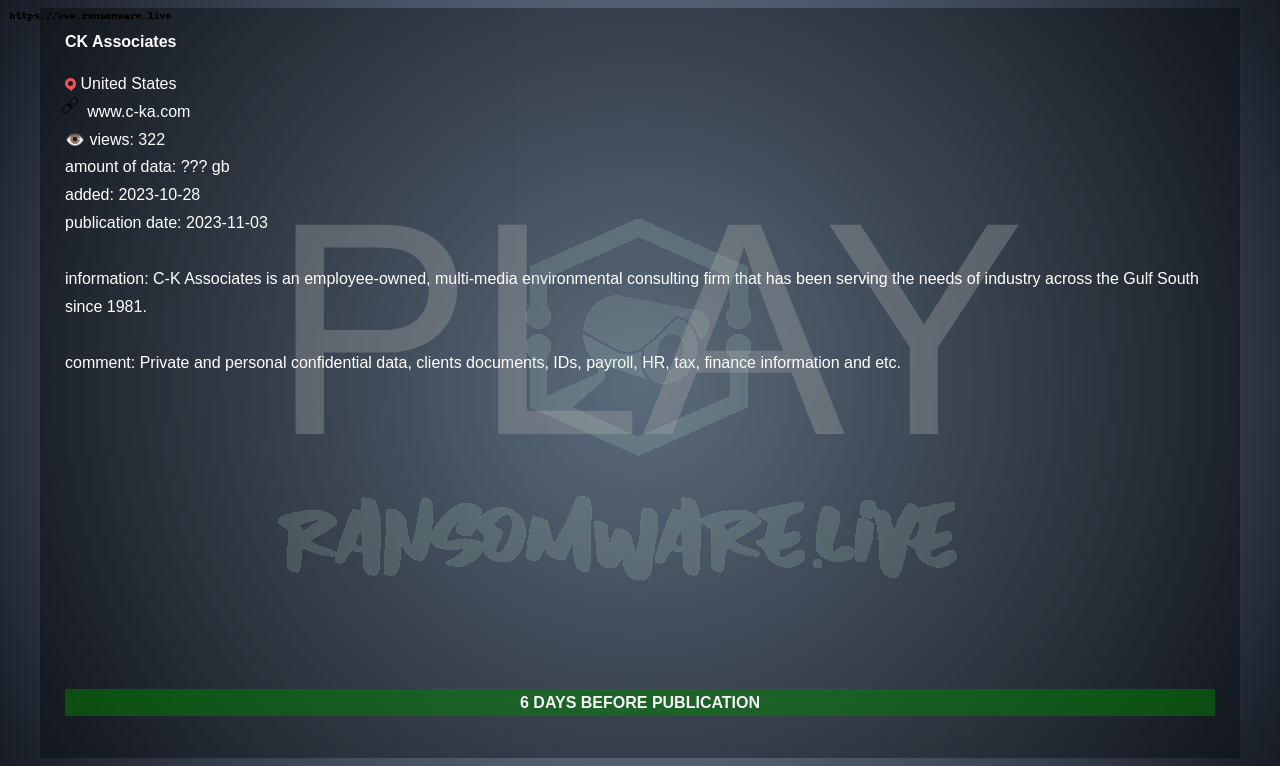 https://www.ransomware.live
CK Associates
United States
www.c-ka.com
views: 322
amount of data: ??? gb
added: 2023-10-28
publication date: 2023-11-03
information: C-K Associates is an employee-owned, multi-media environmental consulting firm that has been serving the needs of industry across the Gulf South
since 1981.
comment: Private and personal confidential data, clients documents, IDs, payroll, HR, tax, finance information and etc.
PLAY
RANSOMWARE.LIVE
6 DAYS BEFORE PUBLICATION